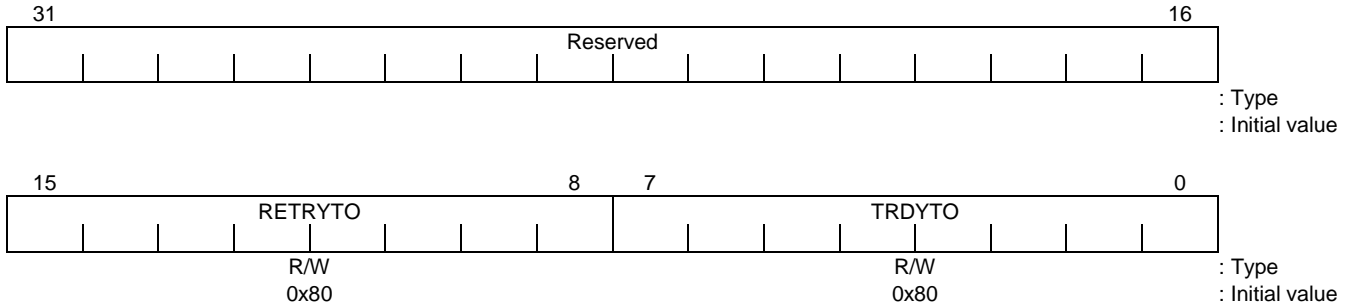 31 16
Reserved
: Type
: Initial value
15 8 7 0
RETRYTO TRDYTO
R/W R/W : Type
0x80 0x80 : Initial value